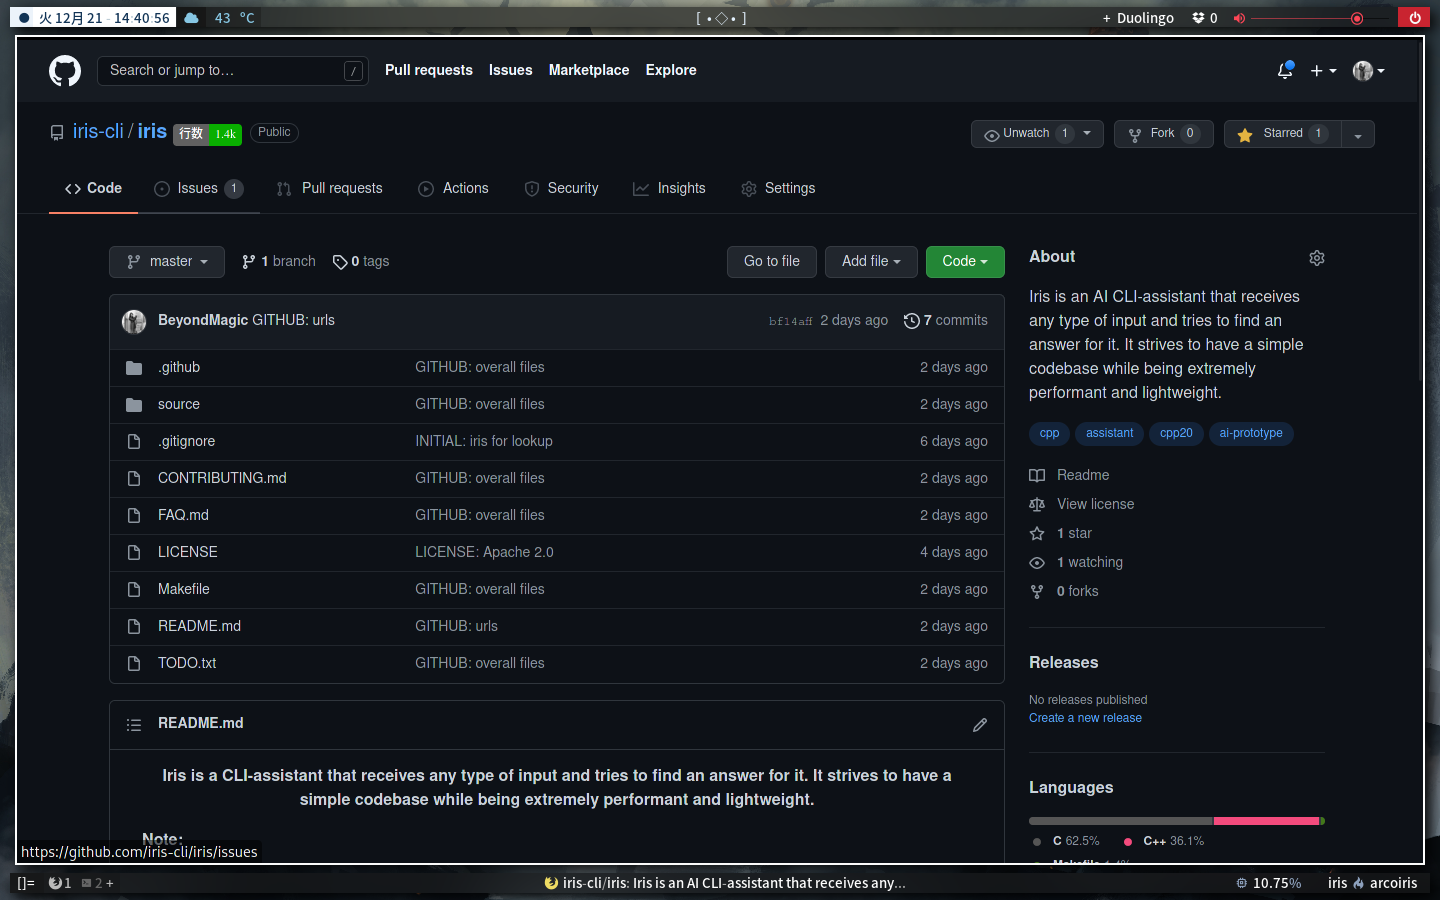 火 12月 21 - 14:40:56 43 °C [ • ◇ • ] + Duolingo 0
Search or jump to… / Pull requests Issues Marketplace Explore
iris-cli / iris 行数 1.4k Public Unwatch 1 Fork 0 Starred 1
Code Issues 1 Pull requests Actions Security Insights Settings
master 1 branch 0 tags Go to file Add file Code
BeyondMagic GITHUB: urls bf14aff 2 days ago 7 commits
.github GITHUB: overall files 2 days ago
source GITHUB: overall files 2 days ago
.gitignore INITIAL: iris for lookup 6 days ago
CONTRIBUTING.md GITHUB: overall files 2 days ago
FAQ.md GITHUB: overall files 2 days ago
LICENSE LICENSE: Apache 2.0 4 days ago
Makefile GITHUB: overall files 2 days ago
README.md GITHUB: urls 2 days ago
TODO.txt GITHUB: overall files 2 days ago
README.md
Iris is a CLI-assistant that receives any type of input and tries to find an answer for it. It strives to have a
simple codebase while being extremely performant and lightweight.
Note:
About
Iris is an AI CLI-assistant that receives
any type of input and tries to find an
answer for it. It strives to have a simple
codebase while being extremely
performant and lightweight.
cpp assistant cpp20 ai-prototype
Readme
View license
1 star
1 watching
0 forks
Releases
No releases published
Create a new release
Languages
C 62.5% C++ 36.1%
Makefile 1.4%
https://github.com/iris-cli/iris/issues
[]= 1 2 + iris-cli/iris: Iris is an AI CLI-assistant that receives any... 10.75% iris arcoiris